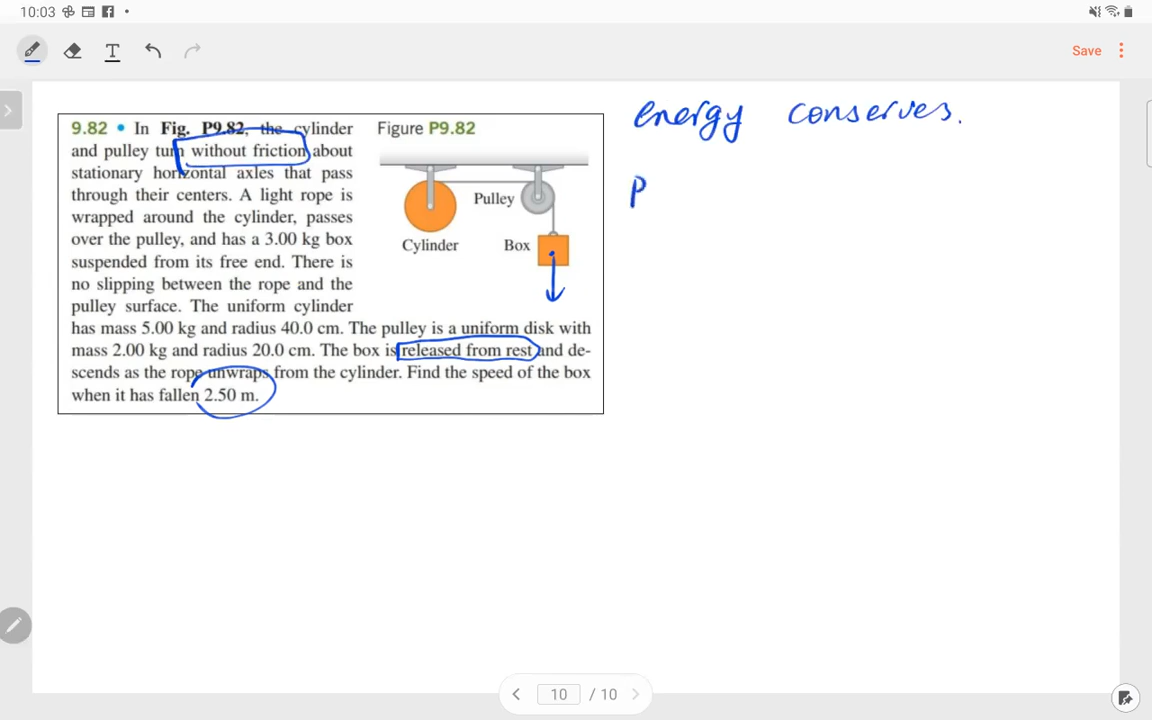 10:03
Save
energy conserves.
P
9.82 • In Fig. P9.82, the cylinder
and pulley turn without friction about
stationary horizontal axles that pass
through their centers. A light rope is
wrapped around the cylinder, passes
over the pulley, and has a 3.00 kg box
suspended from its free end. There is
no slipping between the rope and the
pulley surface. The uniform cylinder
has mass 5.00 kg and radius 40.0 cm. The pulley is a uniform disk with
mass 2.00 kg and radius 20.0 cm. The box is released from rest and de-
scends as the rope unwraps from the cylinder. Find the speed of the box
when it has fallen 2.50 m.
Figure P9.82
Pulley
Cylinder
Box
10 / 10